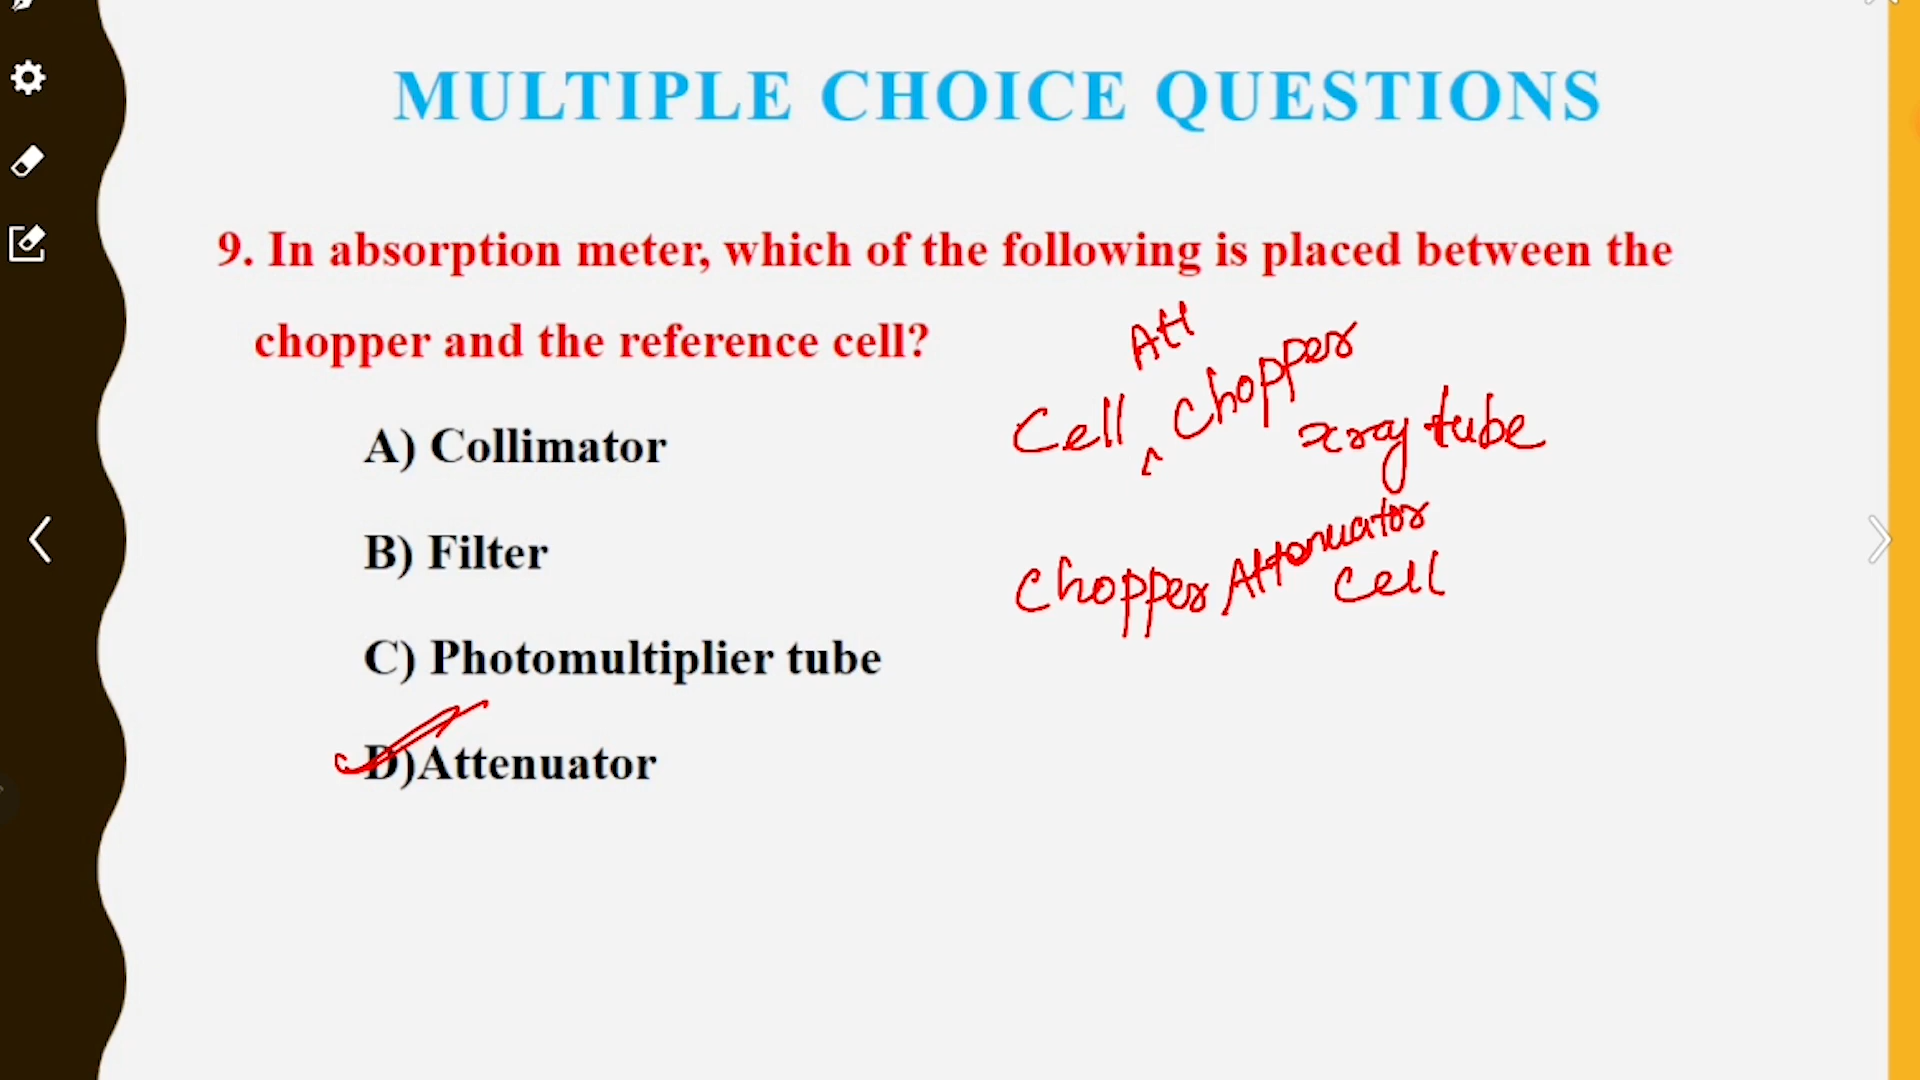 MULTIPLE CHOICE QUESTIONS
9. In absorption meter, which of the following is placed between the
chopper and the reference cell?
Att
Cell Chopper
xray tube
A) Collimator
B) Filter
Chopper Attenuator
Cell
C) Photomultiplier tube
D)Attenuator